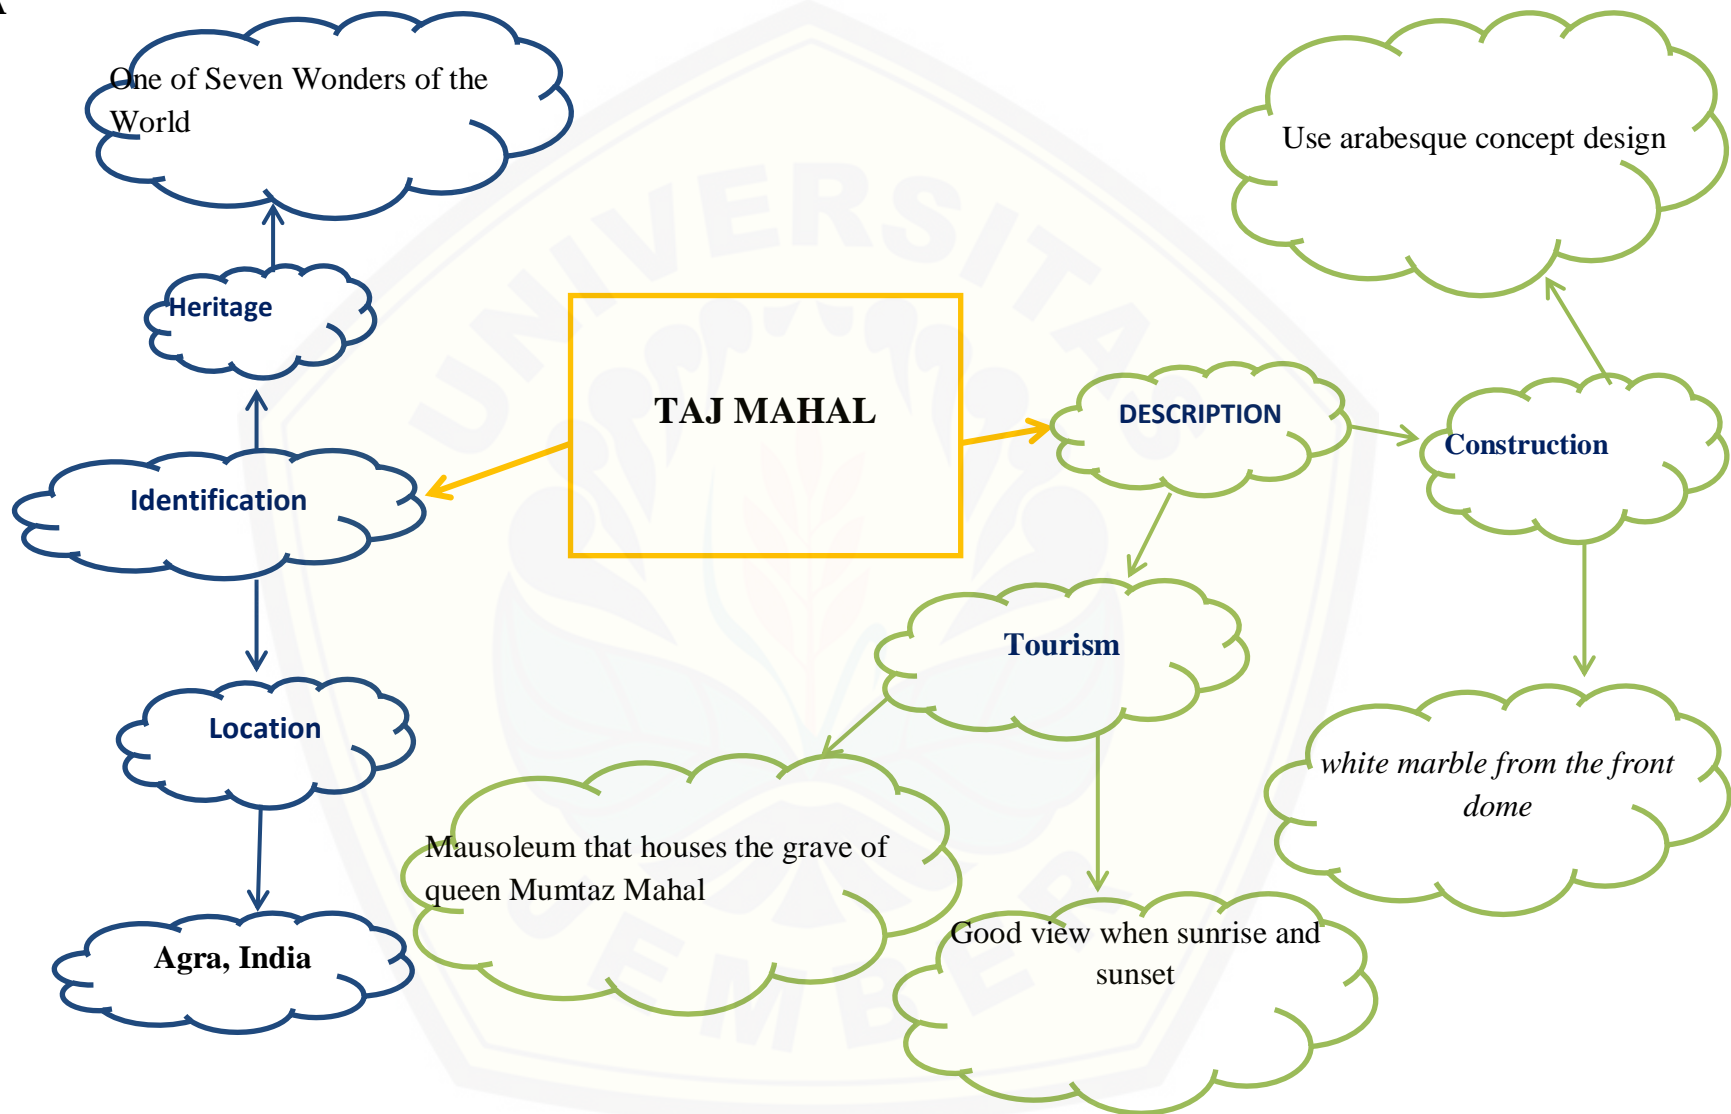 One of Seven Wonders of the
World
Use arabesque concept design
Heritage
TAJ MAHAL
DESCRIPTION
Construction
Identification
Tourism
Location
white marble from the front
dome
Mausoleum that houses the grave of
queen Mumtaz Mahal
Good view when sunrise and
sunset
Agra, India
UNIVERSITAS
JEMBER